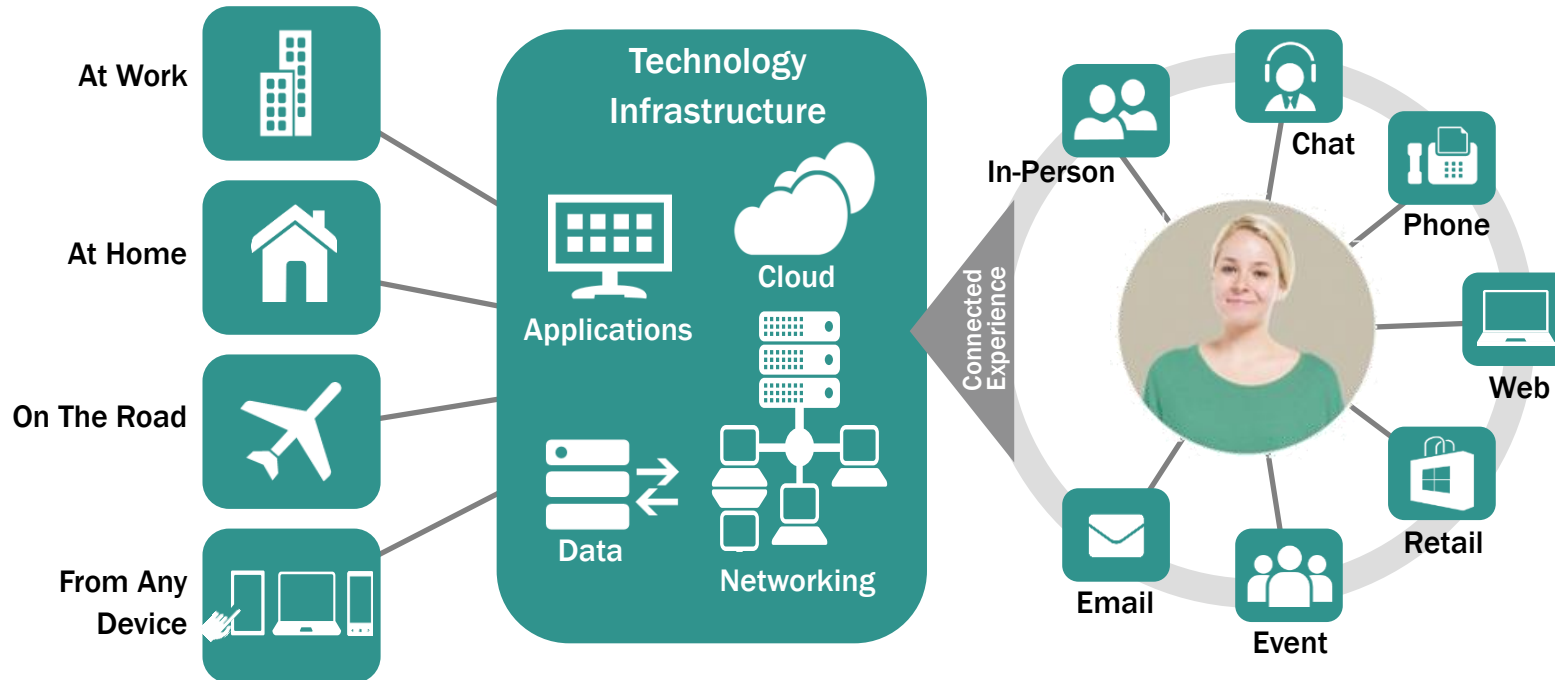 At Work
At Home
On The Road
From Any
Device
Technology
Infrastructure
Applications
Cloud
Data
Networking
Connected
Experience
In-Person
Chat
Phone
Web
Retail
Event
Email